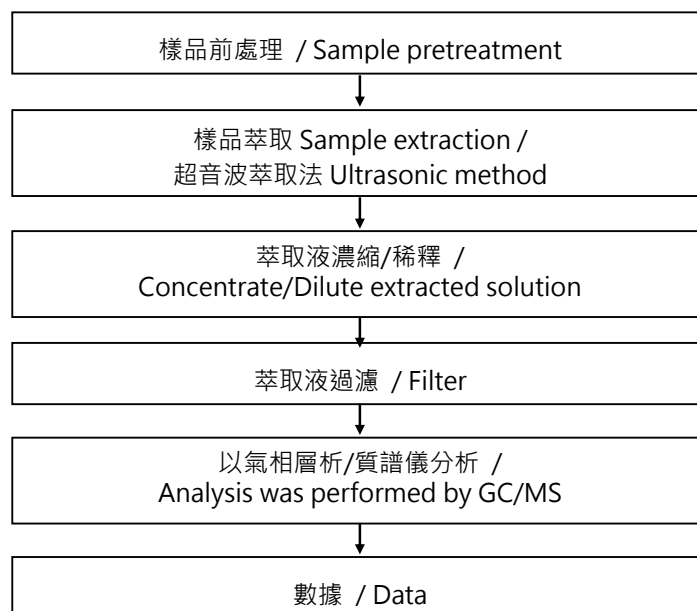 樣品前處理 / Sample pretreatment
樣品萃取 Sample extraction /
超音波萃取法 Ultrasonic method
萃取液濃縮/稀釋 /
Concentrate/Dilute extracted solution
萃取液過濾 / Filter
以氣相層析/質譜儀分析 /
Analysis was performed by GC/MS
數據 / Data